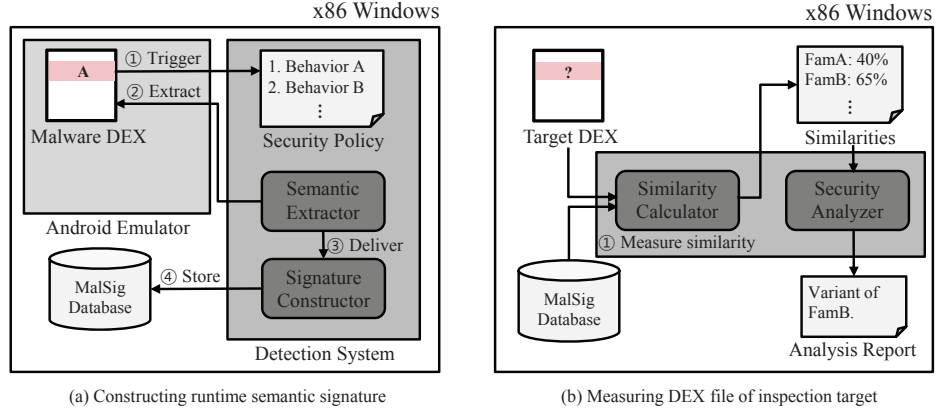 x86 Windows
A
① Trigger
② Extract
Malware DEX
1. Behavior A
2. Behavior B
⋮
Security Policy
Semantic
Extractor
Android Emulator
③ Deliver
④ Store
MalSig
Database
Signature
Constructor
Detection System
(a) Constructing runtime semantic signature
x86 Windows
?
Target DEX
FamA: 40%
FamB: 65%
⋮
Similarities
Similarity
Calculator
Security
Analyzer
① Measure similarity
MalSig
Database
Variant of
FamB.
Analysis Report
(b) Measuring DEX file of inspection target